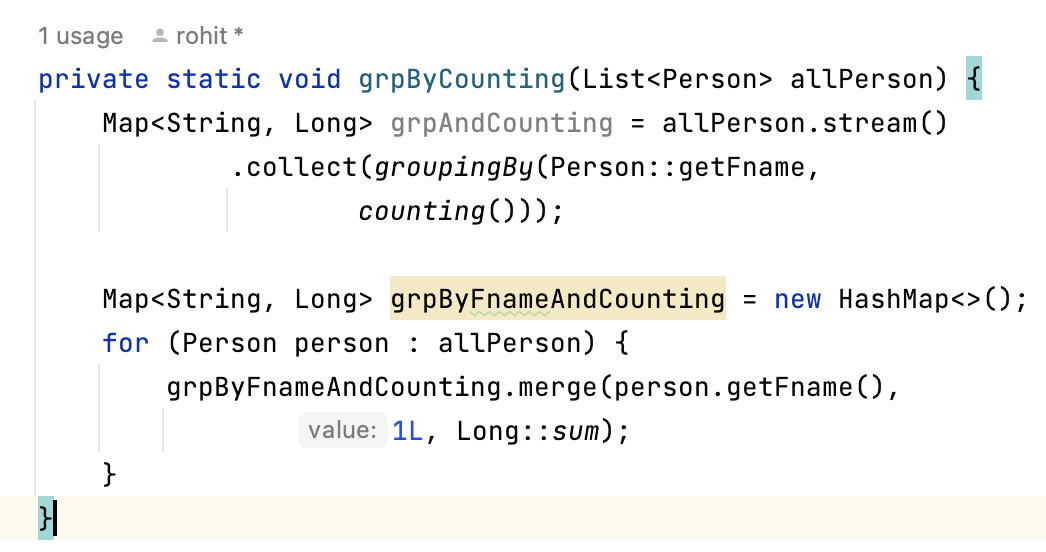 1 usage rohit *
private static void grpByCounting(List<Person> allPerson) {
Map<String, Long> grpAndCounting = allPerson.stream()
.collect(groupingBy(Person::getFname,
counting()));
Map<String, Long> grpByFnameAndCounting = new HashMap<>();
for (Person person : allPerson) {
grpByFnameAndCounting.merge(person.getFname(),
value: 1L, Long::sum);
}
}